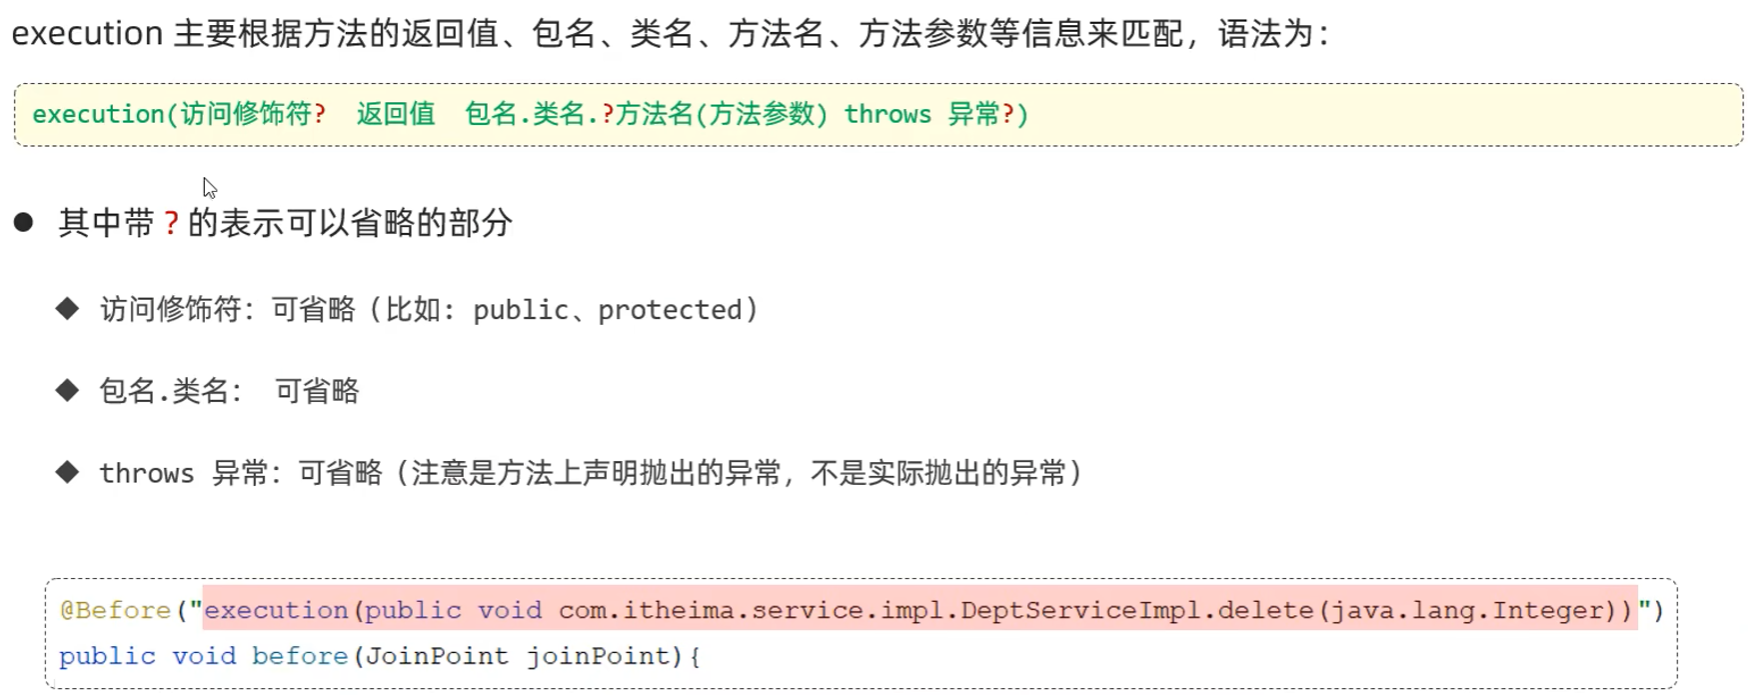 execution 主要根据方法的返回值、包名、类名、方法名、方法参数等信息来匹配，语法为：
execution(访问修饰符?  返回值  包名.类名.?方法名(方法参数) throws 异常?)
● 其中带 ? 的表示可以省略的部分
◆ 访问修饰符：可省略（比如: public、protected）
◆ 包名.类名： 可省略
◆ throws 异常：可省略（注意是方法上声明抛出的异常，不是实际抛出的异常）
@Before("execution(public void com.itheima.service.impl.DeptServiceImpl.delete(java.lang.Integer))")
public void before(JoinPoint joinPoint){